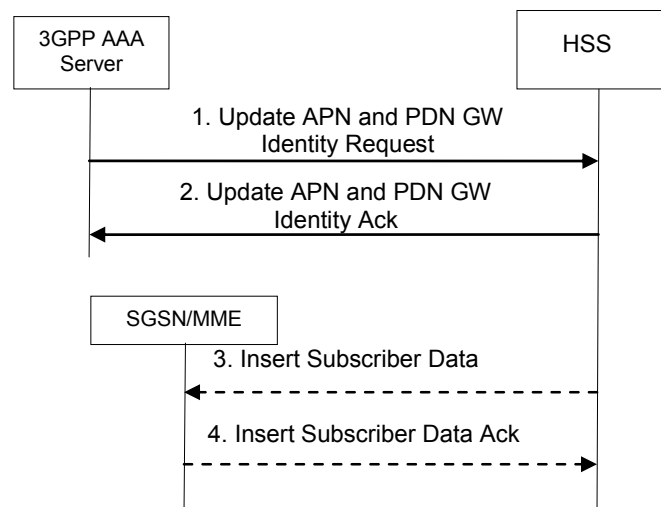 3GPP AAA
Server
HSS
1. Update APN and PDN GW
Identity Request
2. Update APN and PDN GW
Identity Ack
SGSN/MME
3. Insert Subscriber Data
4. Insert Subscriber Data Ack